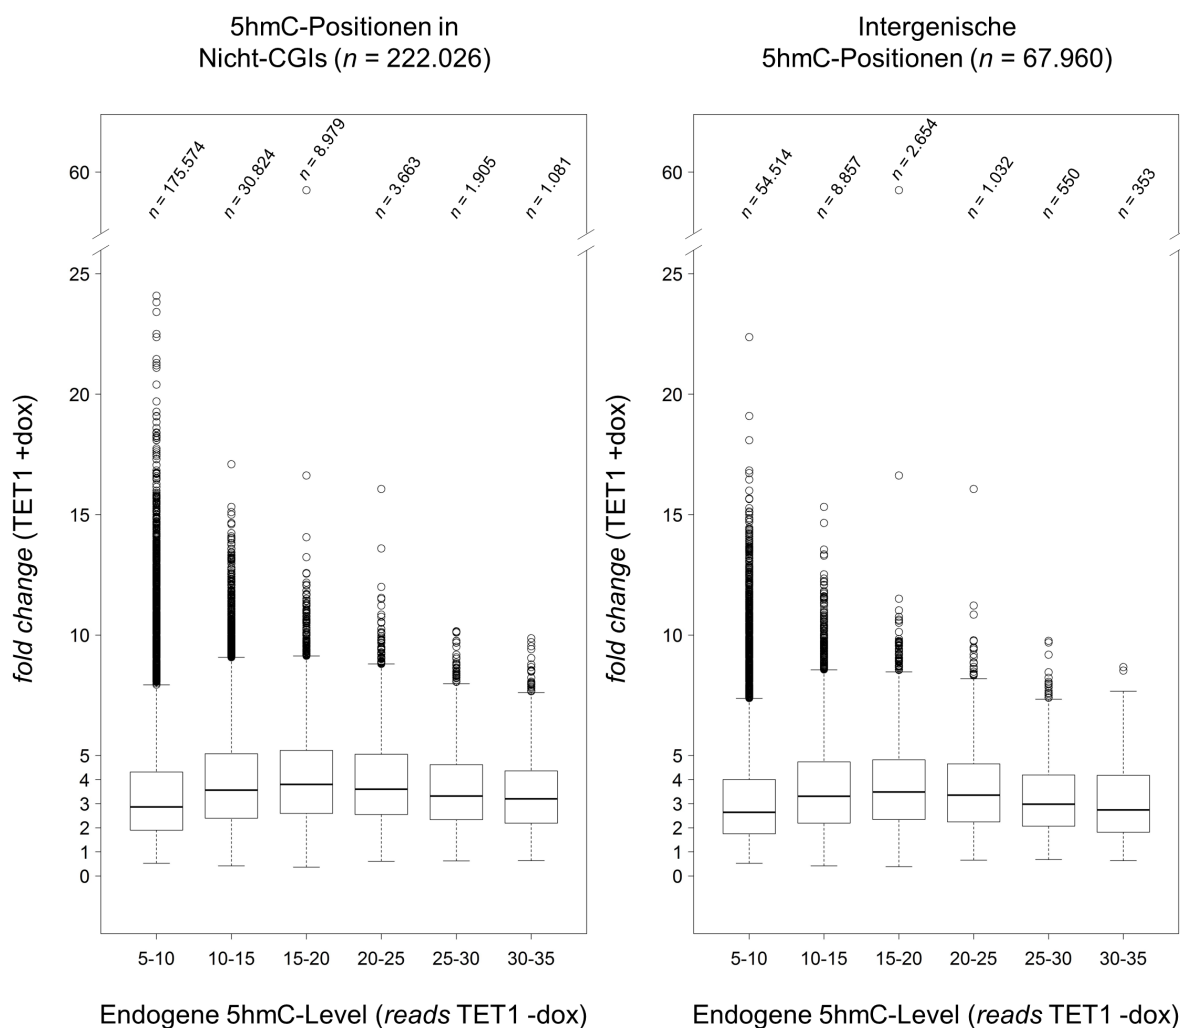 5hmC-Positionen in
Nicht-CGIs (n = 222.026)
60
n = 175.574
n = 30.824
n = 8.979
n = 3.663
n = 1.905
n = 1.081
25
20
15
10
5
4
3
2
1
0
fold change (TET1 +dox)
5-10
10-15
15-20
20-25
25-30
30-35
Endogene 5hmC-Level (reads TET1 -dox)
Intergenische
5hmC-Positionen (n = 67.960)
60
n = 54.514
n = 8.857
n = 2.654
n = 1.032
n = 550
n = 353
25
20
15
10
5
4
3
2
1
0
fold change (TET1 +dox)
5-10
10-15
15-20
20-25
25-30
30-35
Endogene 5hmC-Level (reads TET1 -dox)